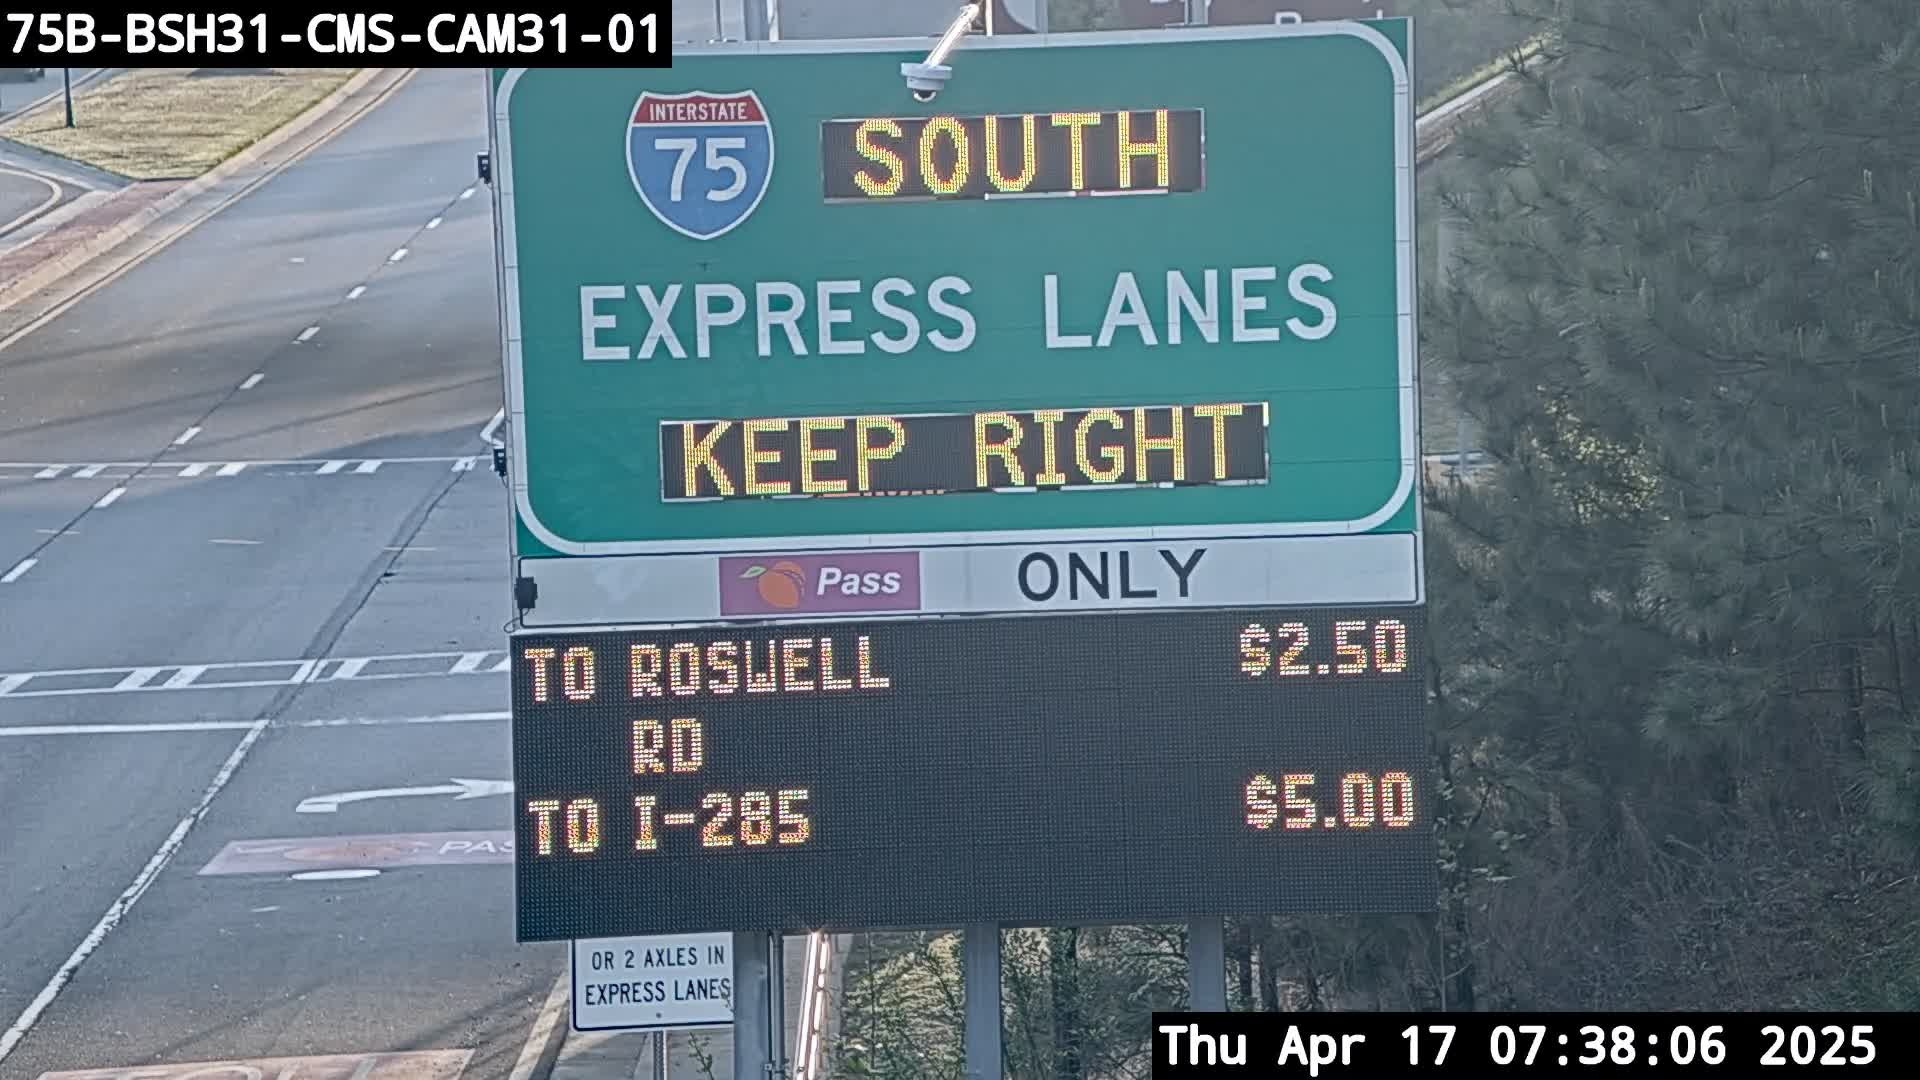 75B-BSH31-CMS-CAM31-01
INTERSTATE
75
SOUTH
EXPRESS LANES
KEEP RIGHT
Pass ONLY
TO ROSWELL $2.50
RD
TO I-285 $5.00
OR 2 AXLES IN
EXPRESS LANES
Thu Apr 17 07:38:06 2025